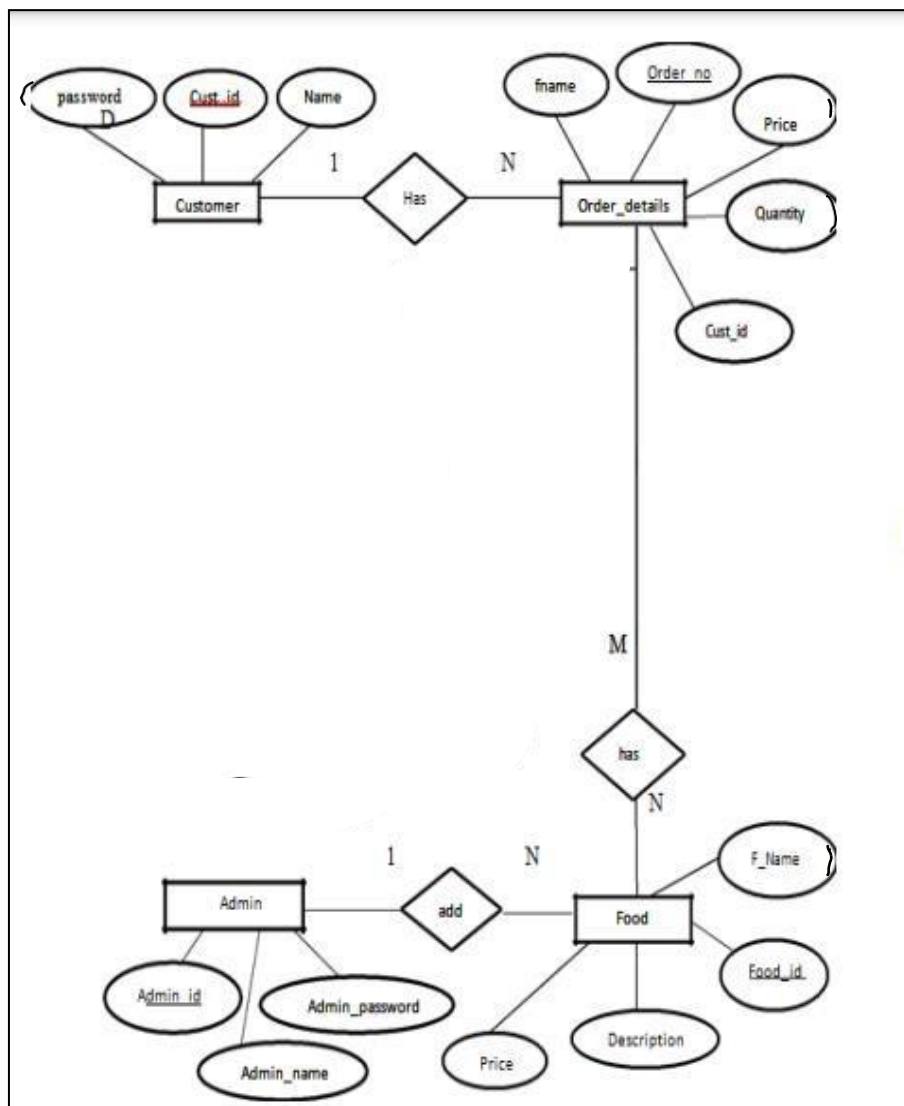 fname
Order_no
password
Cust_id
Name
D
Price
1
N
Customer
Has
Order_details
Quantity
Cust_id
M
has
N
1
N
F_Name
Admin
add
Food
Admin_id
Admin_password
Food_id
Admin_name
Price
Description